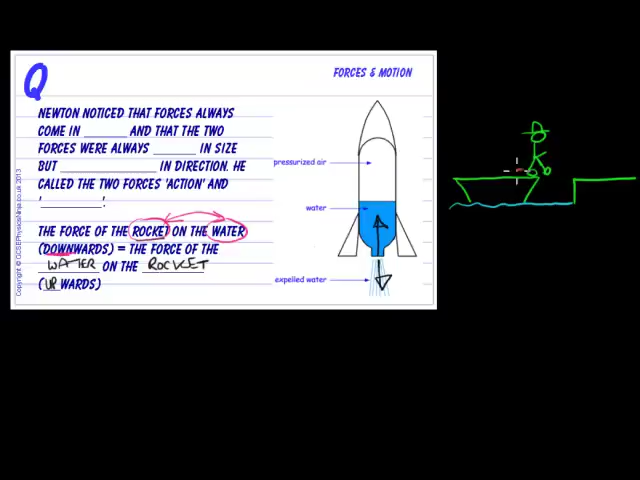 Q
FORCES & MOTION
NEWTON NOTICED THAT FORCES ALWAYS
COME IN _______ AND THAT THE TWO
FORCES WERE ALWAYS _______ IN SIZE
BUT _______________ IN DIRECTION. HE
CALLED THE TWO FORCES 'ACTION' AND
'__________'.
THE FORCE OF THE ROCKET ON THE WATER
(DOWNWARDS) = THE FORCE OF THE
WATER ON THE ROCKET
(UPWARDS)
pressurized air
water
expelled water
Copyright © GCSEPhysicsNinja.co.uk 2013